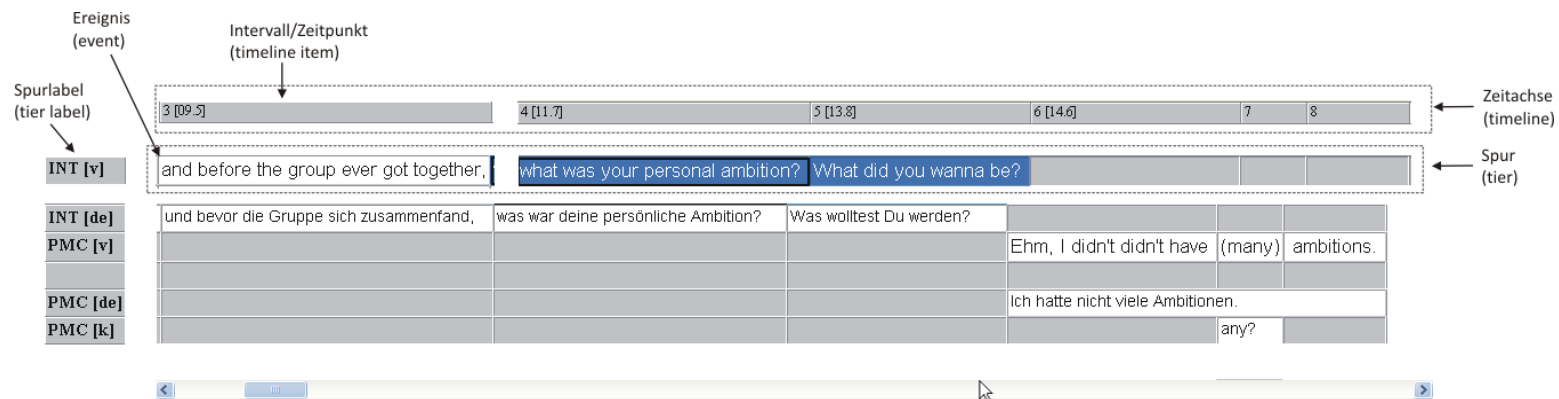 Ereignis
(event)
Intervall/Zeitpunkt
(timeline item)
Spurlabel
(tier label)
Zeitachse
(timeline)
3 [09.5] 4 [11.7] 5 [13.8] 6 [14.6] 7 8
Spur
(tier)
INT [v] and before the group ever got together, what was your personal ambition? What did you wanna be?
INT [de] und bevor die Gruppe sich zusammenfand, was war deine persönliche Ambition? Was wolltest Du werden?
PMC [v] Ehm, I didn't didn't have (many) ambitions.
PMC [de] Ich hatte nicht viele Ambitionen.
PMC [k] any?